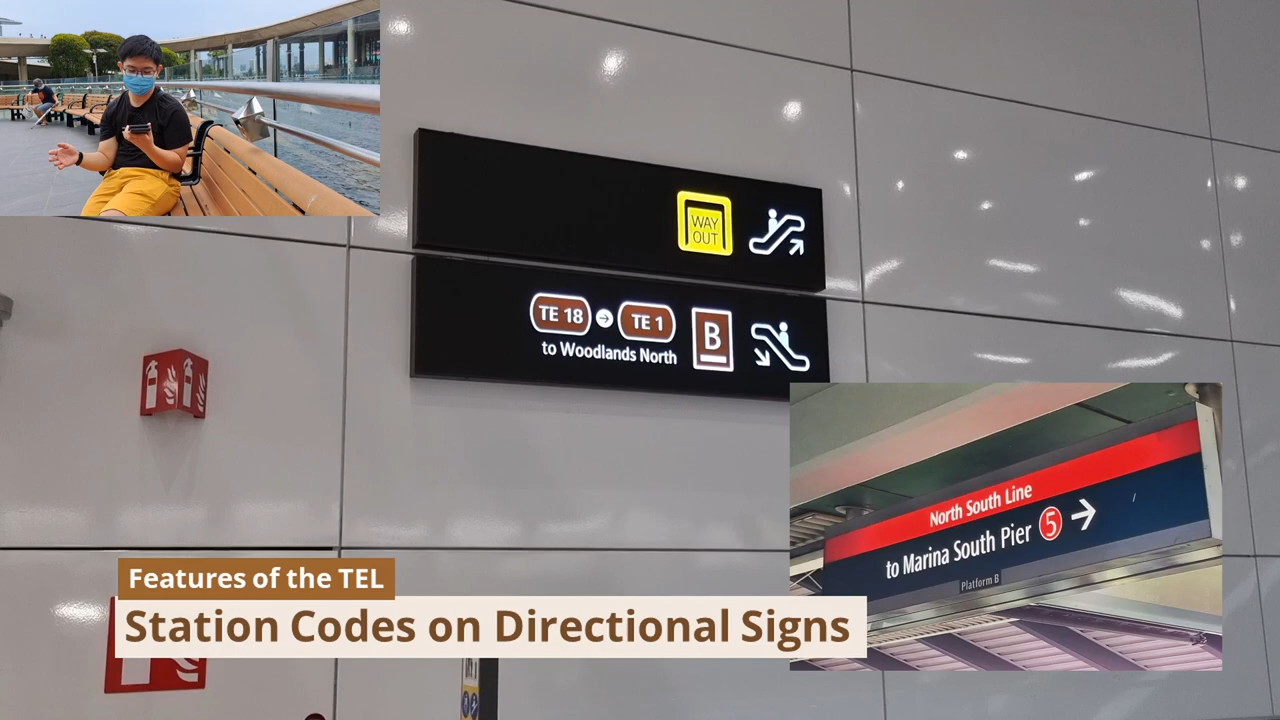 WAY
OUT
TE 18 TE 1
to Woodlands North
B
North South Line
to Marina South Pier 5
Platform B
Features of the TEL
Station Codes on Directional Signs